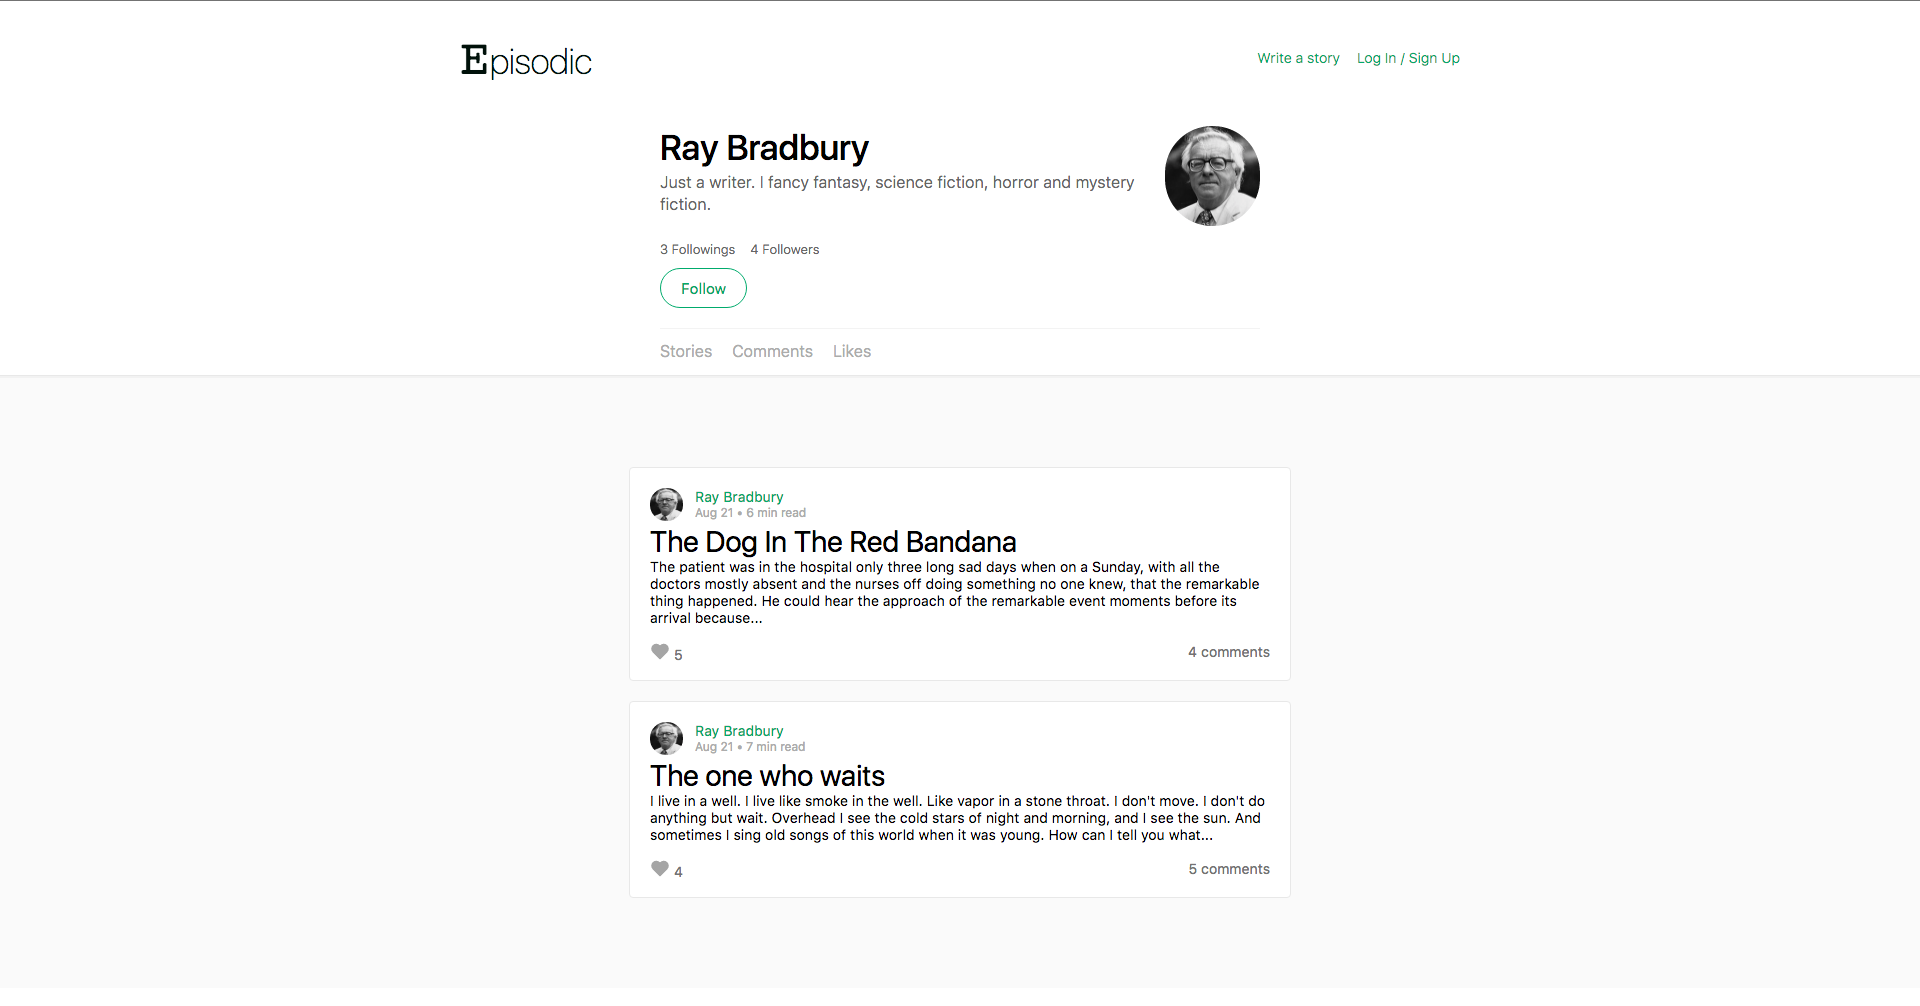 Episodic
Write a story Log In / Sign Up
Ray Bradbury
Just a writer. I fancy fantasy, science fiction, horror and mystery
fiction.
3 Followings 4 Followers
Follow
Stories Comments Likes
Ray Bradbury
Aug 21 • 6 min read
The Dog In The Red Bandana
The patient was in the hospital only three long sad days when on a Sunday, with all the
doctors mostly absent and the nurses off doing something no one knew, that the remarkable
thing happened. He could hear the approach of the remarkable event moments before its
arrival because...
5 4 comments
Ray Bradbury
Aug 21 • 7 min read
The one who waits
I live in a well. I live like smoke in the well. Like vapor in a stone throat. I don't move. I don't do
anything but wait. Overhead I see the cold stars of night and morning, and I see the sun. And
sometimes I sing old songs of this world when it was young. How can I tell you what...
4 5 comments